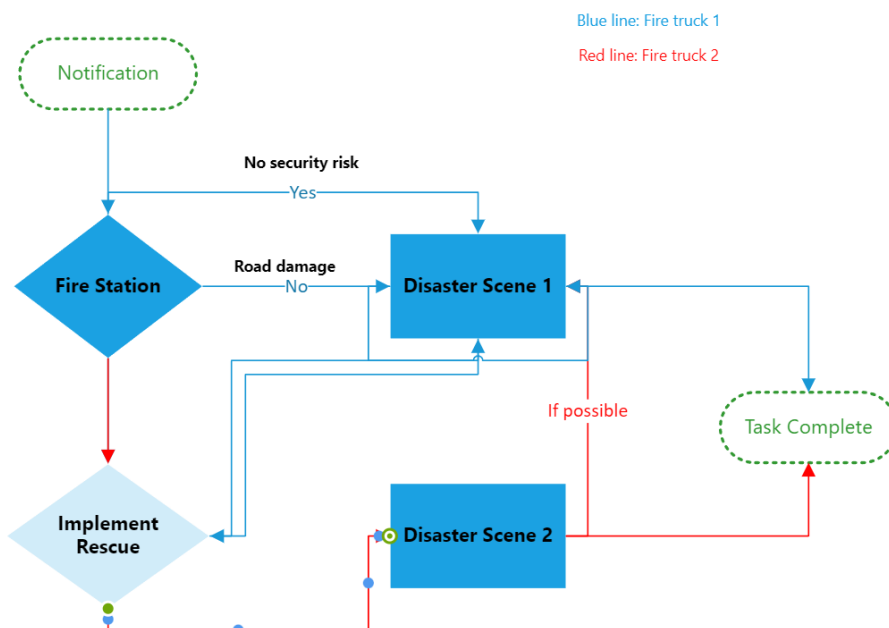 Blue line: Fire truck 1
Red line: Fire truck 2
Notification
No security risk
Yes
Fire Station
Road damage
No
Disaster Scene 1
If possible
Task Complete
Implement
Rescue
Disaster Scene 2